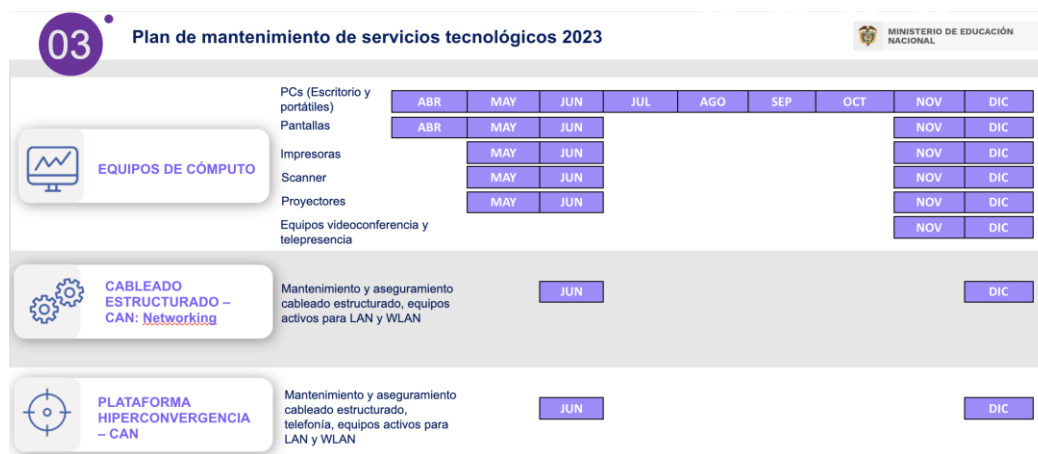 03
Plan de mantenimiento de servicios tecnológicos 2023
MINISTERIO DE EDUCACIÓN
NACIONAL
EQUIPOS DE CÓMPUTO
PCs (Escritorio y
portátiles)
ABR MAY JUN JUL AGO SEP OCT NOV DIC
Pantallas
ABR MAY JUN NOV DIC
Impresoras
MAY JUN NOV DIC
Scanner
MAY JUN NOV DIC
Proyectores
MAY JUN NOV DIC
Equipos videoconferencia y
telepresencia
NOV DIC
CABLEADO
ESTRUCTURADO –
CAN: Networking
Mantenimiento y aseguramiento
cableado estructurado, equipos
activos para LAN y WLAN
JUN DIC
PLATAFORMA
HIPERCONVERGENCIA
– CAN
Mantenimiento y aseguramiento
cableado estructurado,
telefonía, equipos activos para
LAN y WLAN
JUN DIC